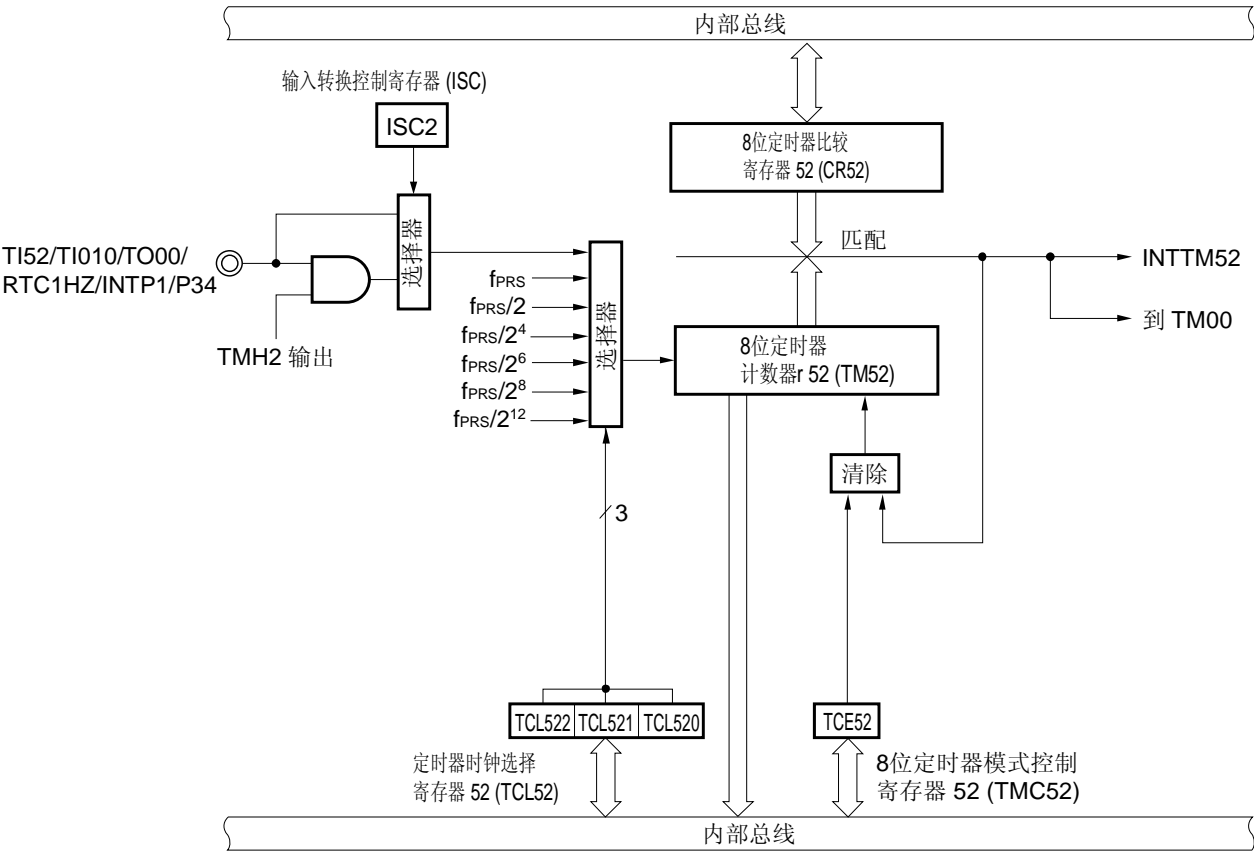 内部总线
输入转换控制寄存器 (ISC)
ISC2
8位定时器比较
寄存器 52 (CR52)
选择器
TI52/TI010/TO00/
RTC1HZ/INTP1/P34
TMH2 输出
匹配
INTTM52
到 TM00
fPRS
fPRS/2
fPRS/2⁴
fPRS/2⁶
fPRS/2⁸
fPRS/2¹²
选择器
8位定时器
计数器r 52 (TM52)
清除
3
TCL522 TCL521 TCL520
定时器时钟选择
寄存器 52 (TCL52)
TCE52
8位定时器模式控制
寄存器 52 (TMC52)
内部总线